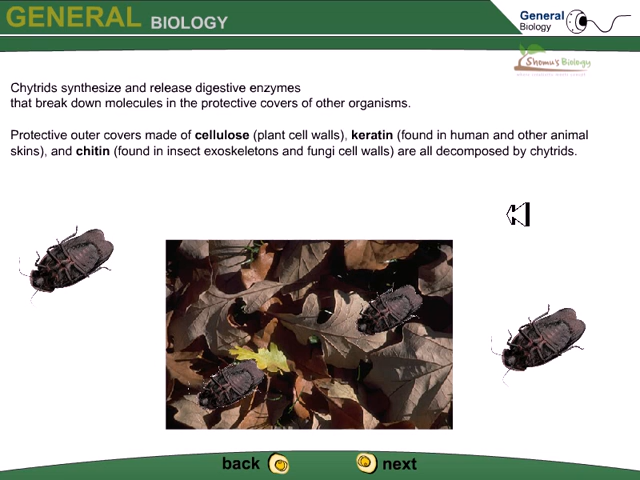 GENERAL BIOLOGY
General
Biology
Shomu's Biology
Chytrids synthesize and release digestive enzymes
that break down molecules in the protective covers of other organisms.
Protective outer covers made of cellulose (plant cell walls), keratin (found in human and other animal
skins), and chitin (found in insect exoskeletons and fungi cell walls) are all decomposed by chytrids.
back
next